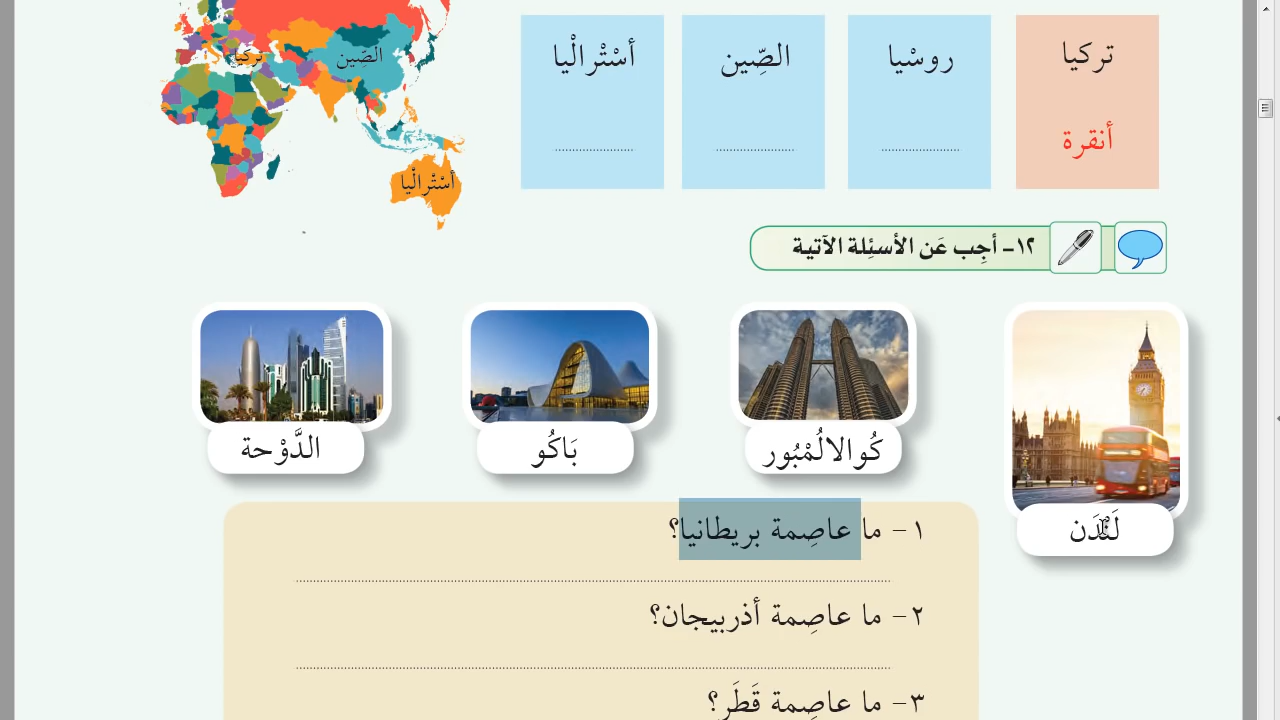 تركيا
روسْيا
الصِّين
أسْتْرالْيا
أنقرة
تركيا
الصِّين
أسْتْرالْيا
١٢- أجِب عَن الأسئِلة الآتية
لَنْدَن
كُوالالُمْبُور
بَاكُو
الدَّوْحة
١- ما عاصِمة بريطانيا؟
٢- ما عاصِمة أذربيجان؟
٣- ما عاصِمة قَطَر؟